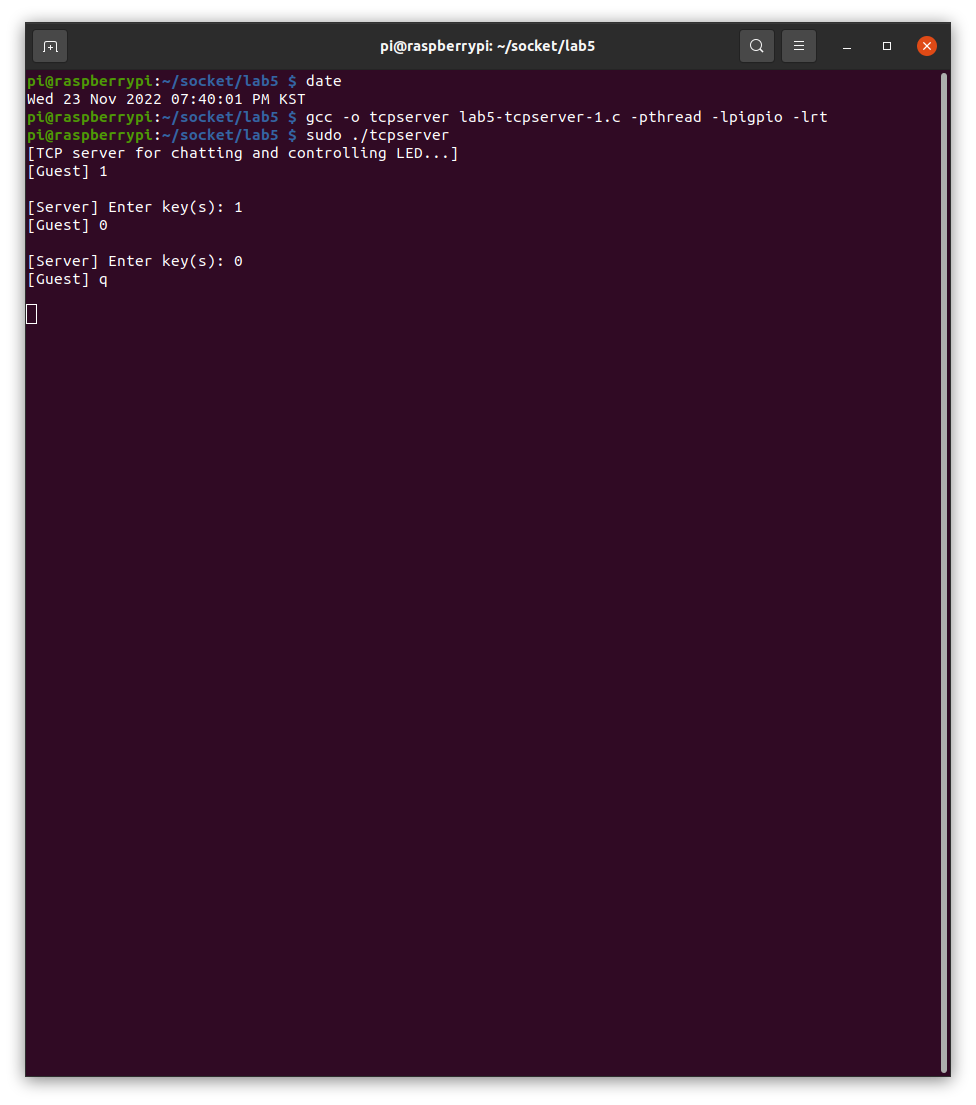 pi@raspberrypi: ~/socket/lab5
pi@raspberrypi:~/socket/lab5 $ date
Wed 23 Nov 2022 07:40:01 PM KST
pi@raspberrypi:~/socket/lab5 $ gcc -o tcpserver lab5-tcpserver-1.c -pthread -lpigpio -lrt
pi@raspberrypi:~/socket/lab5 $ sudo ./tcpserver
[TCP server for chatting and controlling LED...]
[Guest] 1
[Server] Enter key(s): 1
[Guest] 0
[Server] Enter key(s): 0
[Guest] q